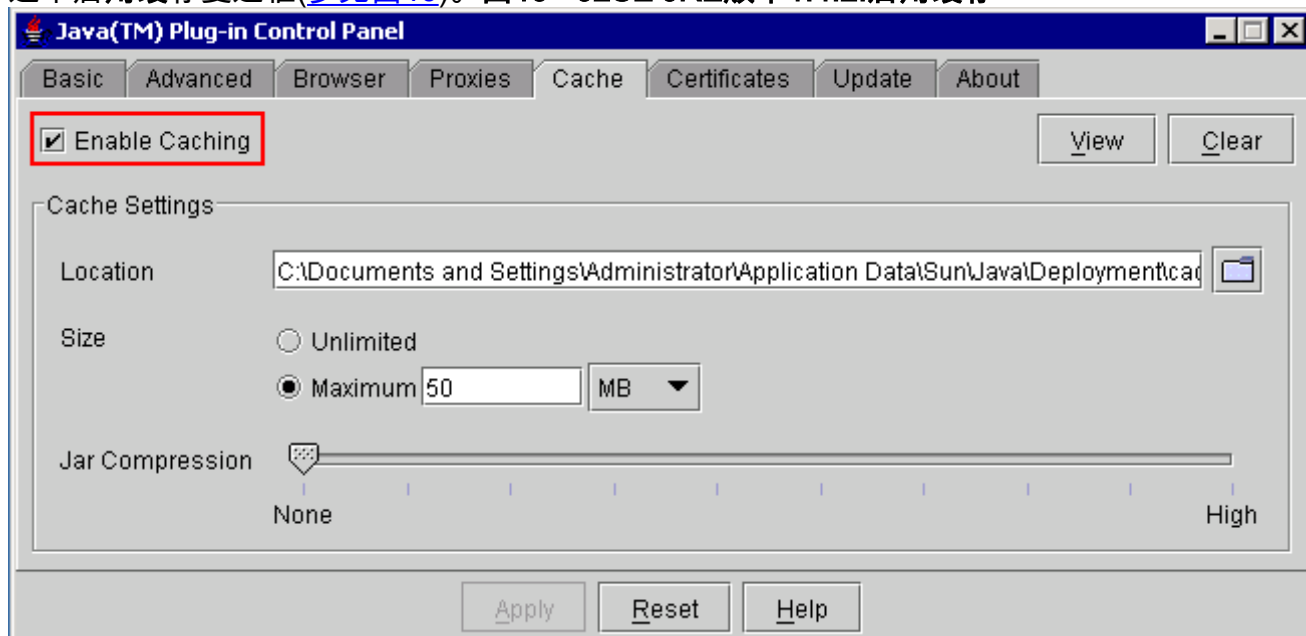 Java(TM) Plug-in Control Panel
Basic Advanced Browser Proxies Cache Certificates Update About
Enable Caching View Clear
Cache Settings
Location C:\Documents and Settings\Administrator\Application Data\Sun\Java\Deployment\cac
Size Unlimited
Maximum 50 MB
Jar Compression
None High
Apply Reset Help